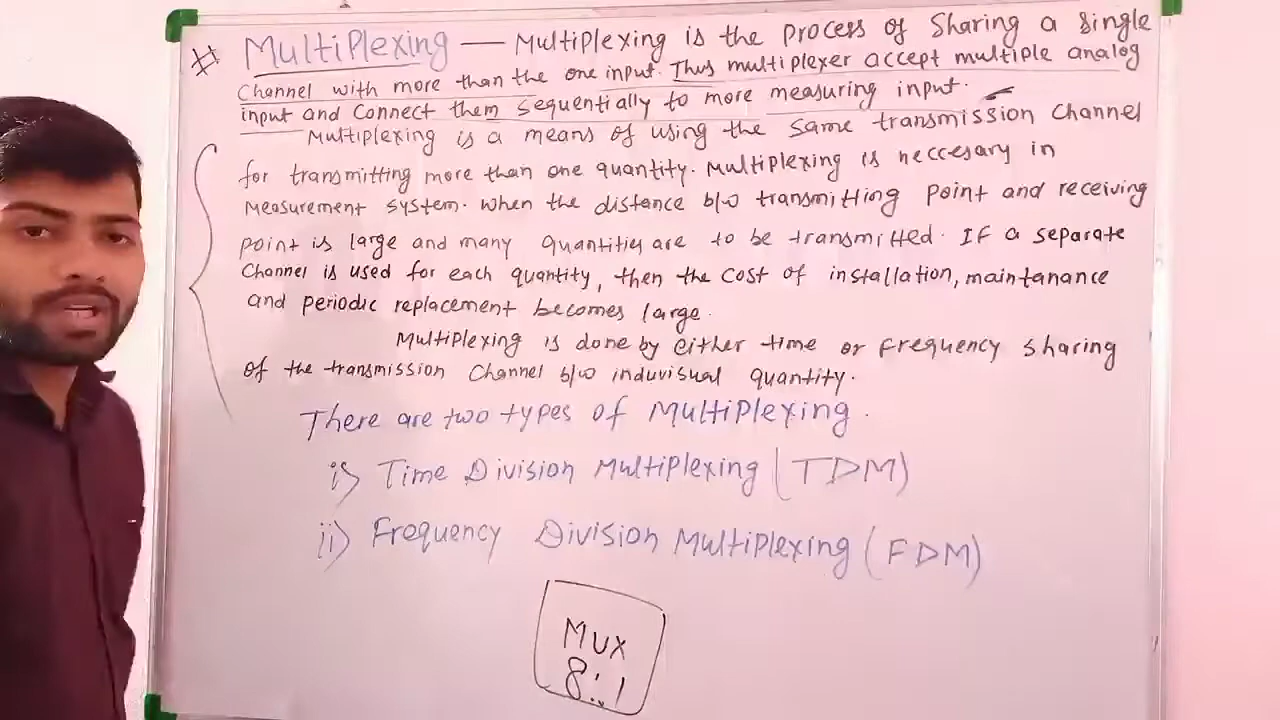 # Multiplexing — Multiplexing is the process of Sharing a single
Channel with more than the one input. Thus multiplexer accept multiple analog
input and Connect them sequentially to more measuring input.
Multiplexing is a means of using the same transmission Channel
for transmitting more than one quantity. Multiplexing is neccesary in
Measurement system. When the distance b/w transmitting point and receiving
point is large and many quantities are to be transmitted. If a separate
Channel is used for each quantity, then the cost of installation, maintanance
and periodic replacement becomes large.
Multiplexing is done by either time or frequency sharing
of the transmission Channel b/w induvisual quantity.
There are two types of Multiplexing.
i) Time Division Multiplexing (TDM)
ii) Frequency Division Multiplexing (FDM)
MUX
8:1